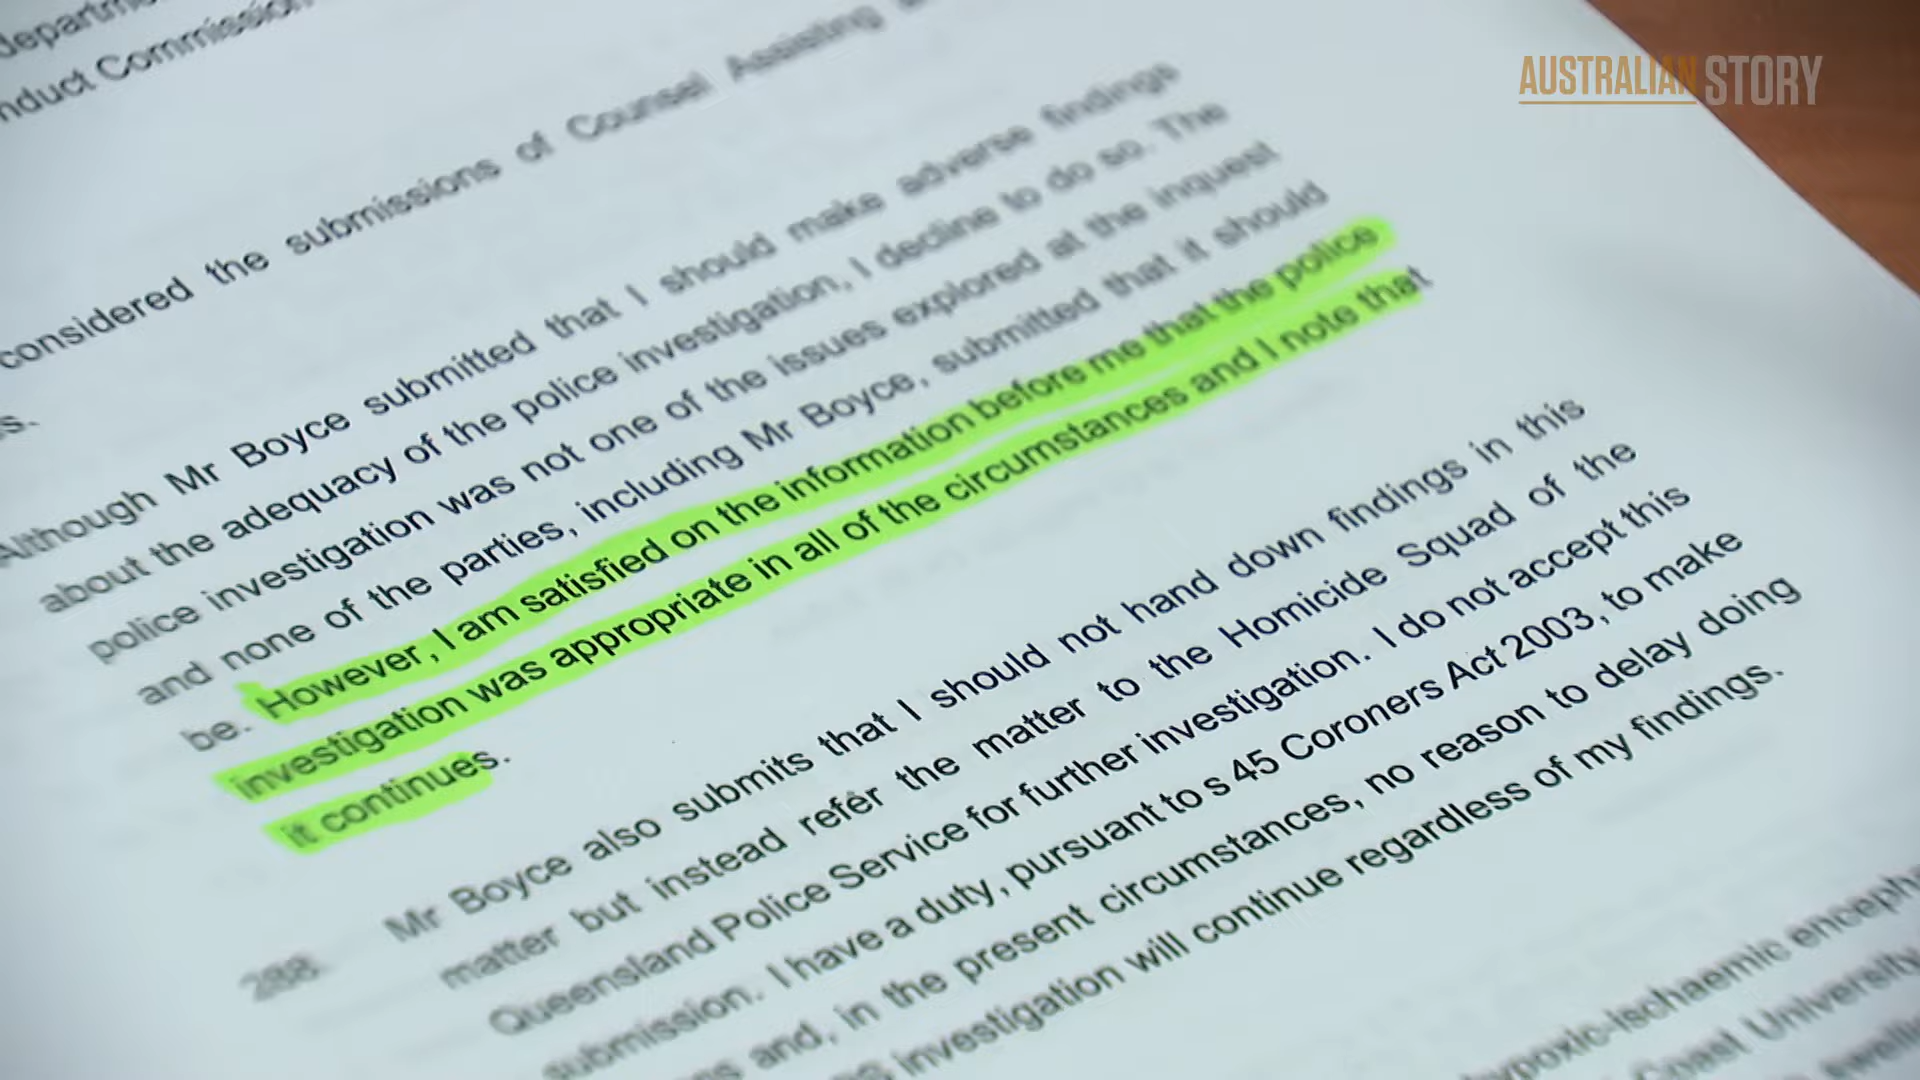 nduct Commission
AUSTRALIAN STORY
considered the submissions of Counsel Assisting
s.
Although Mr Boyce submitted that I should make adverse findings
about the adequacy of the police investigation, I decline to do so. The
police investigation was not one of the issues explored at the inquest
and none of the parties, including Mr Boyce, submitted that it should
be. However, I am satisfied on the information before me that the police
investigation was appropriate in all of the circumstances and I note that
it continues.
288. Mr Boyce also submits that I should not hand down findings in this
matter but instead refer the matter to the Homicide Squad of the
Queensland Police Service for further investigation. I do not accept this
submission. I have a duty, pursuant to s 45 Coroners Act 2003, to make
and, in the present circumstances, no reason to delay doing
investigation will continue regardless of my findings.
ypoxic-ischaemic
Coast University